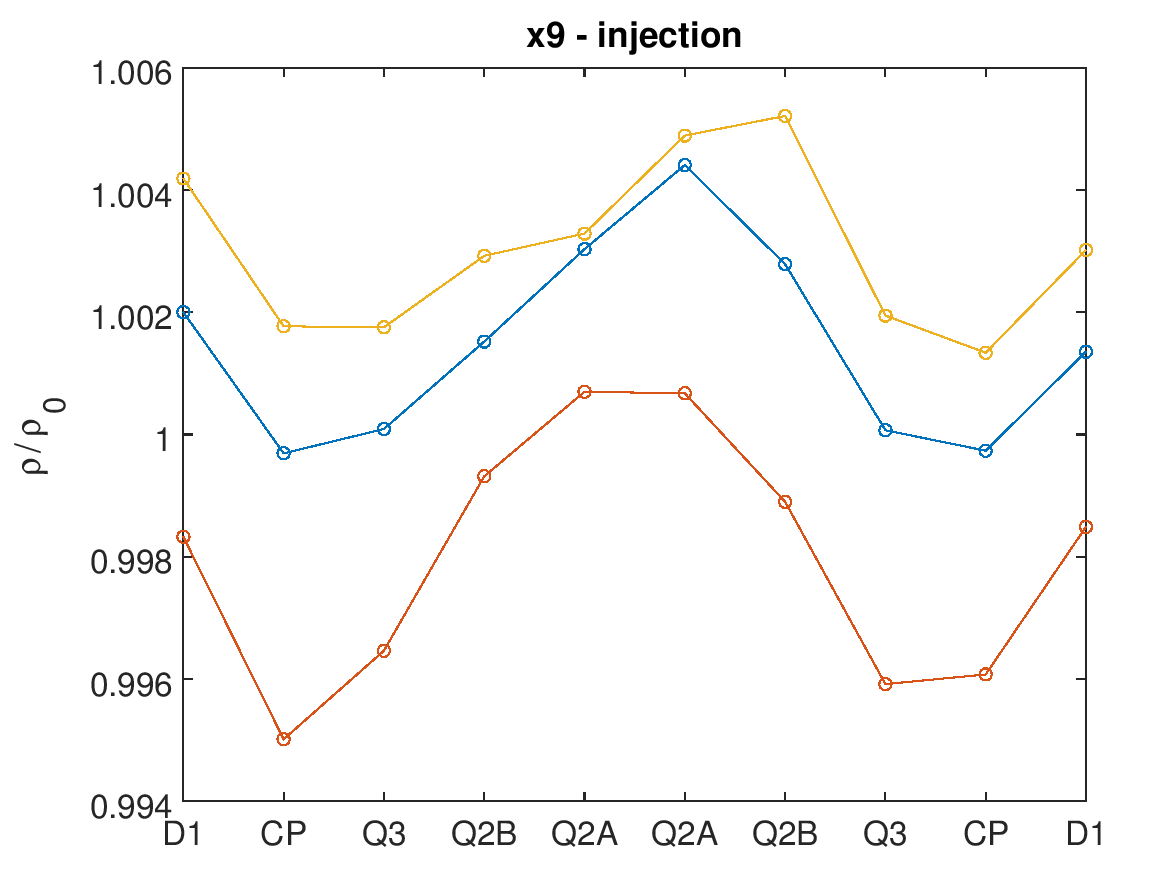 x9 - injection
1.006
1.004
1.002
1
0.998
0.996
0.994
ρ/ρ0
D1 CP Q3 Q2B Q2A Q2A Q2B Q3 CP D1